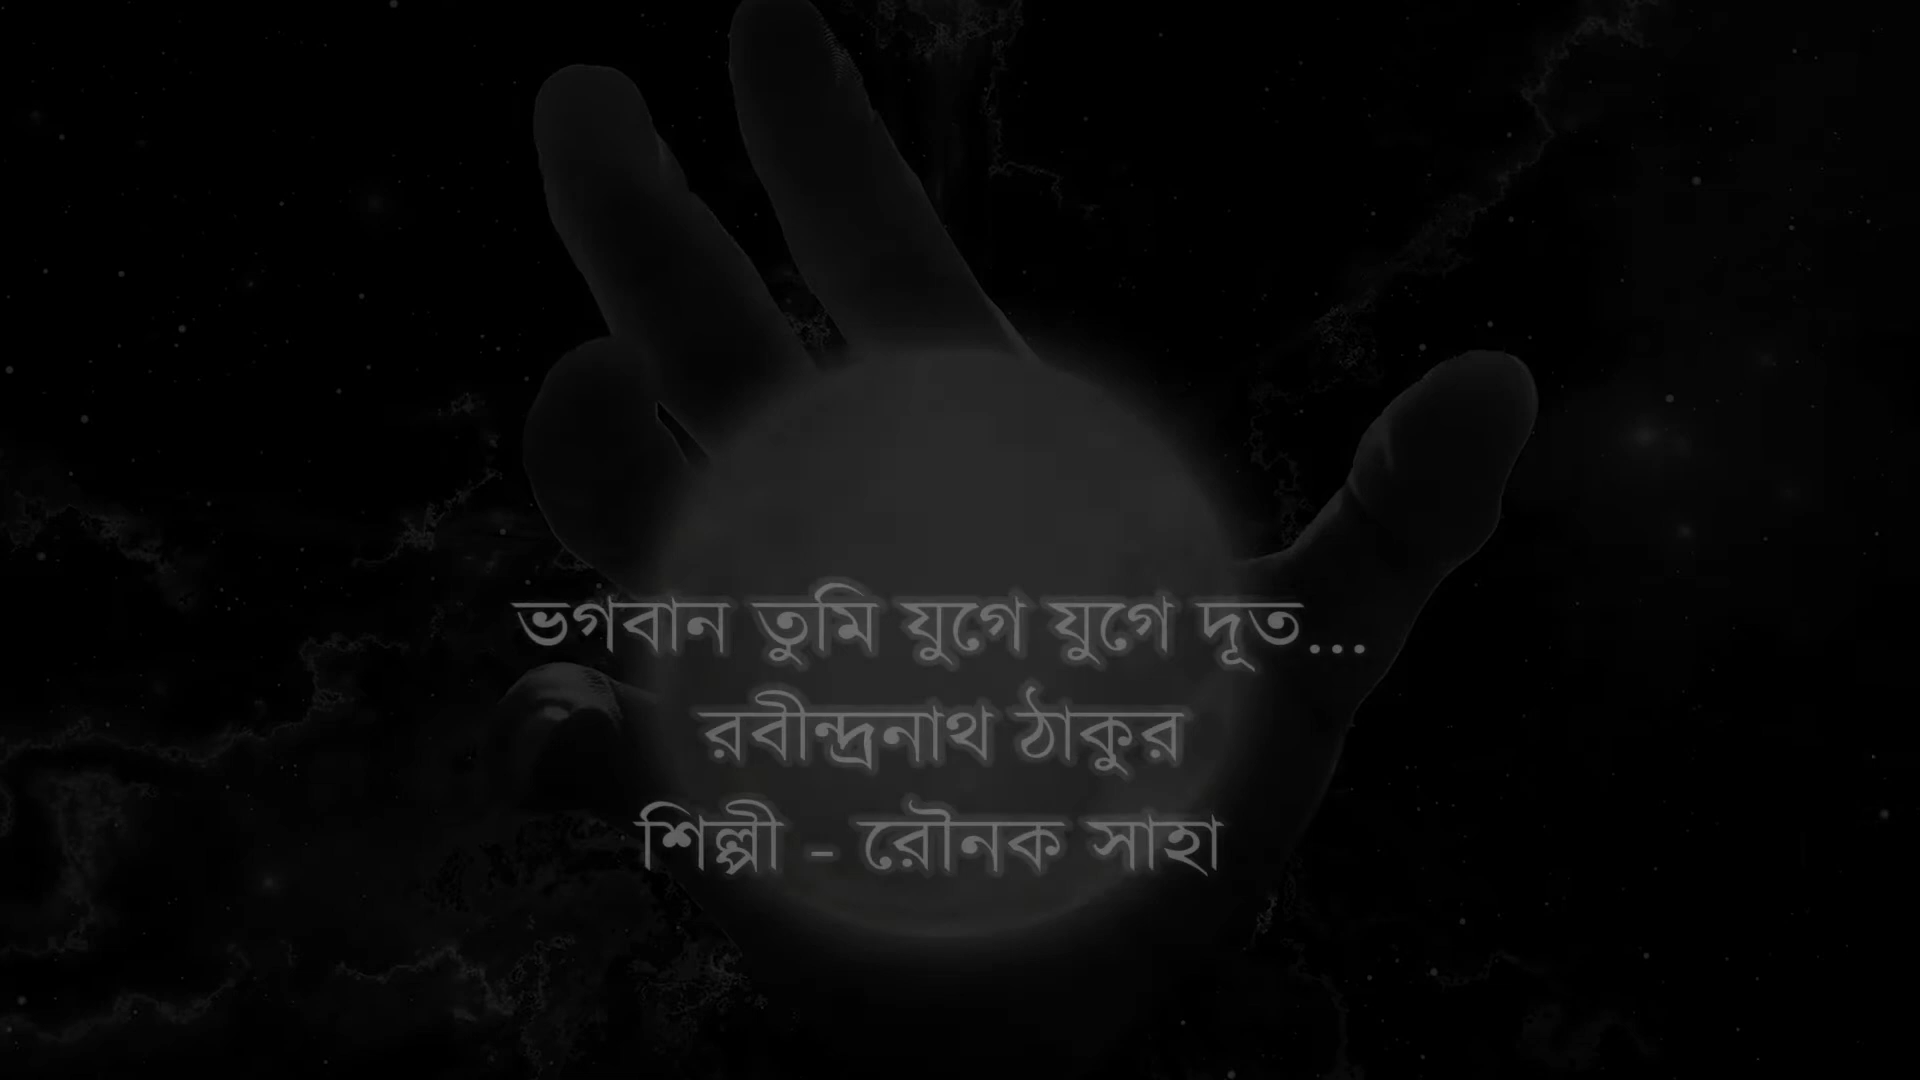 ভগবান তুমি যুগে যুগে দূত...
রবীন্দ্রনাথ ঠাকুর
শিল্পী - রৌনক সাহা